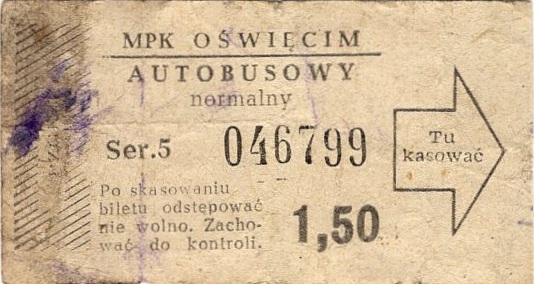 MPK OŚWIĘCIM
AUTOBUSOWY
normalny
Ser.5 046799
Tu
kasować
Po skasowaniu
biletu odstępować
nie wolno. Zacho-
wać do kontroli.
1,50